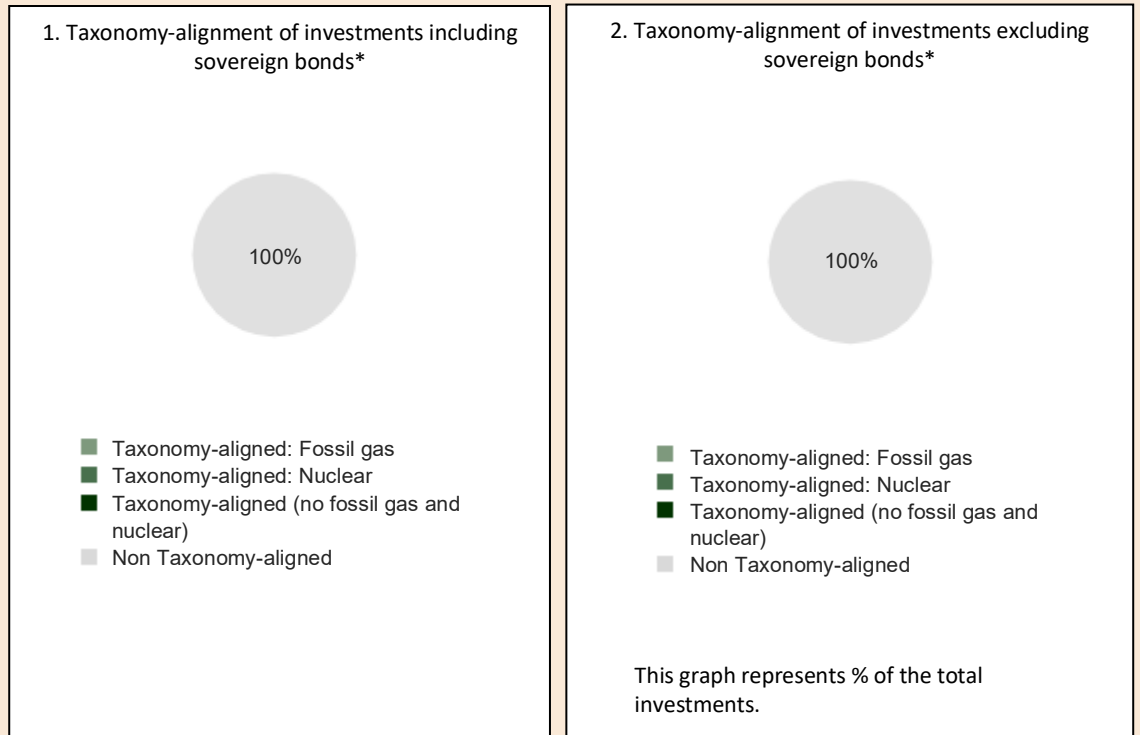 1. Taxonomy-alignment of investments including
sovereign bonds*
100%
Taxonomy-aligned: Fossil gas
Taxonomy-aligned: Nuclear
Taxonomy-aligned (no fossil gas and
nuclear)
Non Taxonomy-aligned
2. Taxonomy-alignment of investments excluding
sovereign bonds*
100%
Taxonomy-aligned: Fossil gas
Taxonomy-aligned: Nuclear
Taxonomy-aligned (no fossil gas and
nuclear)
Non Taxonomy-aligned
This graph represents % of the total
investments.